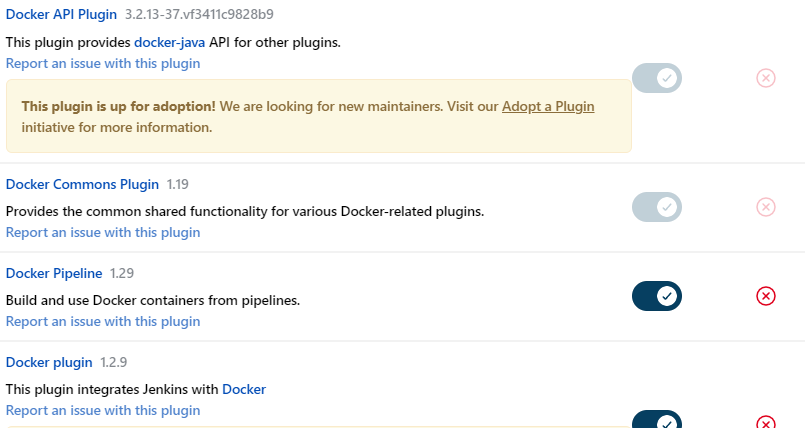 Docker API Plugin 3.2.13-37.vf3411c9828b9
This plugin provides docker-java API for other plugins.
Report an issue with this plugin
This plugin is up for adoption! We are looking for new maintainers. Visit our Adopt a Plugin
initiative for more information.
Docker Commons Plugin 1.19
Provides the common shared functionality for various Docker-related plugins.
Report an issue with this plugin
Docker Pipeline 1.29
Build and use Docker containers from pipelines.
Report an issue with this plugin
Docker plugin 1.2.9
This plugin integrates Jenkins with Docker
Report an issue with this plugin